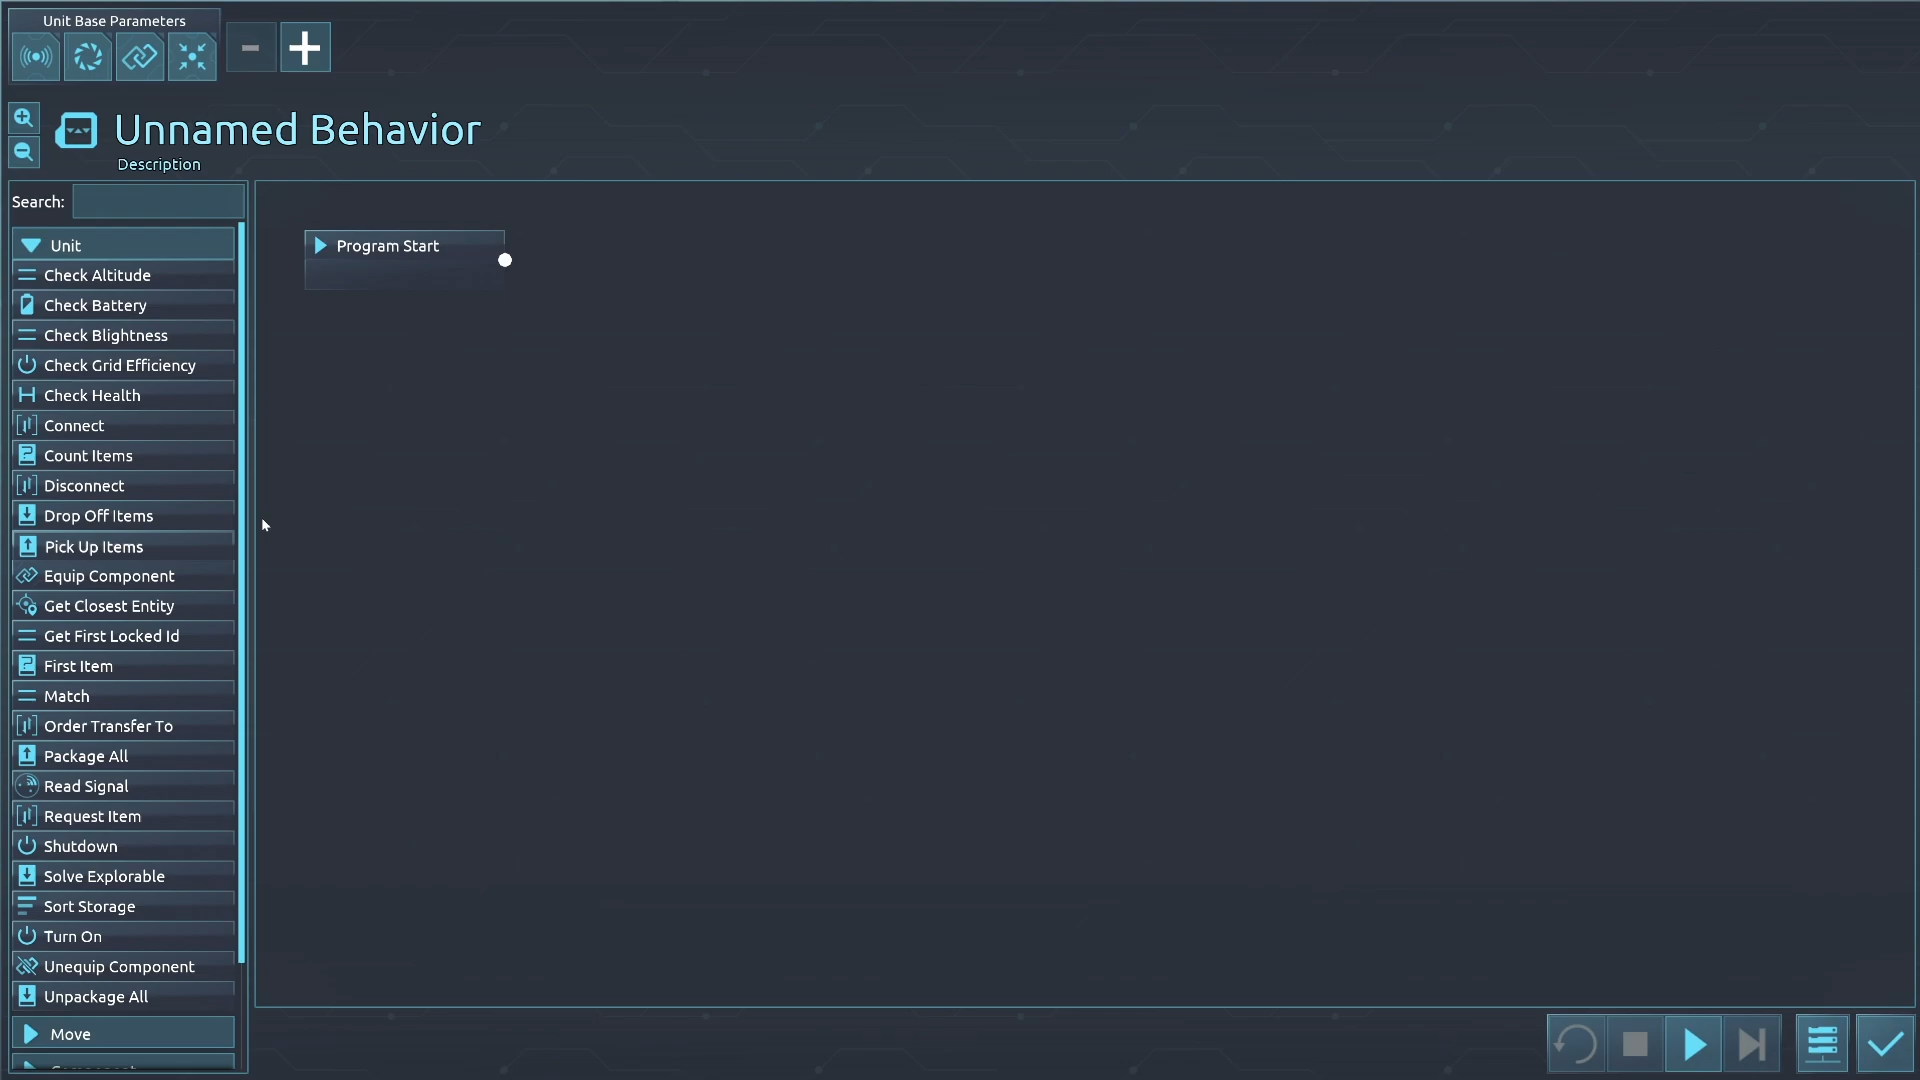 Unit Base Parameters
Unnamed Behavior
Description
Search:
Unit
Check Altitude
Check Battery
Check Blightness
Check Grid Efficiency
Check Health
Connect
Count Items
Disconnect
Drop Off Items
Pick Up Items
Equip Component
Get Closest Entity
Get First Locked Id
First Item
Match
Order Transfer To
Package All
Read Signal
Request Item
Shutdown
Solve Explorable
Sort Storage
Turn On
Unequip Component
Unpackage All
Move
Program Start